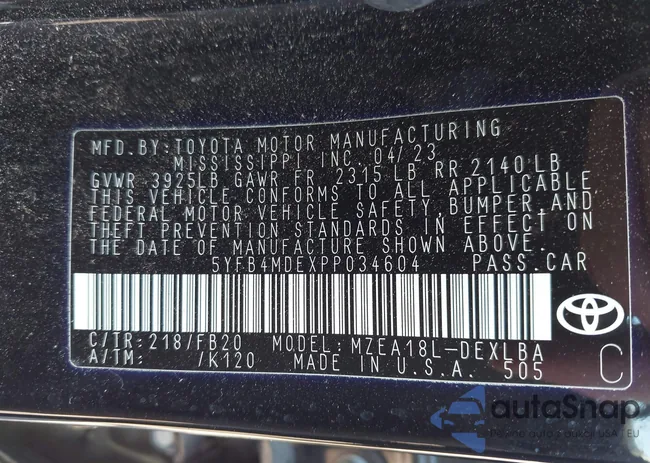 MFD.BY:TOYOTA MOTOR MANUFACTURING
MISSISSIPPI INC. 04/23
GVWR 3925LB GAWR FR 2315 LB RR 2140 LB
THIS VEHICLE CONFORMS TO ALL APPLICABLE
FEDERAL MOTOR VEHICLE SAFETY,BUMPER,AND
THEFT PREVENTION STANDARDS IN EFFECT ON
THE DATE OF MANUFACTURE SHOWN ABOVE.
5YFB4MDEXPP034604 PASS.CAR
C/TR:218/FB20 MODEL:MZEA18L-DEXLBA
A/TM: /K120 MADE IN U.S.A. 505
C
autoSnap